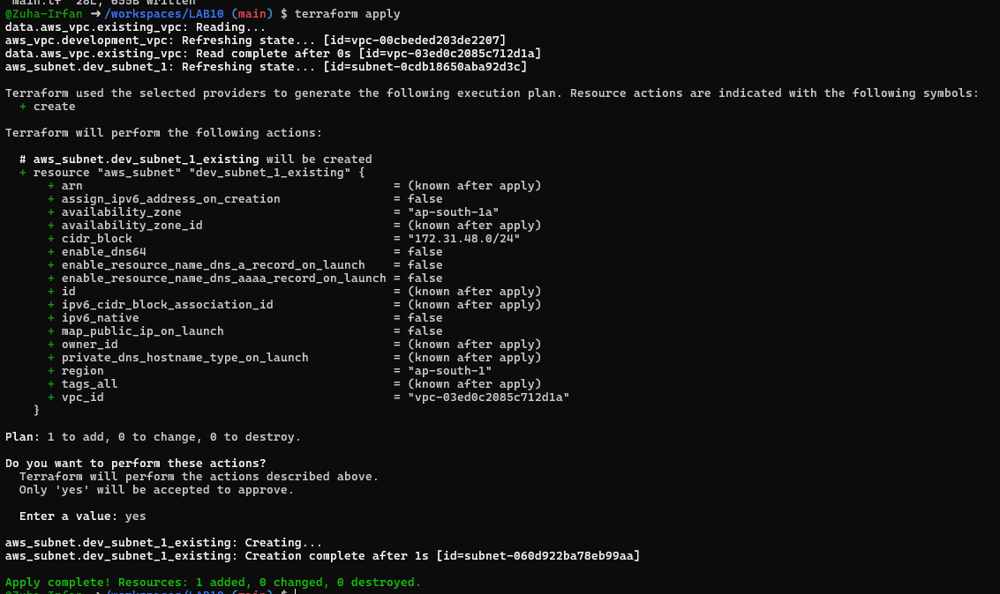 "main.tf" 28L, 655B written
@Zuha-Irfan ➜ /workspaces/LAB10 (main) $ terraform apply
data.aws_vpc.existing_vpc: Reading...
aws_vpc.development_vpc: Refreshing state... [id=vpc-00cbeded203de2207]
data.aws_vpc.existing_vpc: Read complete after 0s [id=vpc-03ed0c2085c712d1a]
aws_subnet.dev_subnet_1: Refreshing state... [id=subnet-0cdb18650aba92d3c]
Terraform used the selected providers to generate the following execution plan. Resource actions are indicated with the following symbols:
+ create
Terraform will perform the following actions:
# aws_subnet.dev_subnet_1_existing will be created
+ resource "aws_subnet" "dev_subnet_1_existing" {
+ arn = (known after apply)
+ assign_ipv6_address_on_creation = false
+ availability_zone = "ap-south-1a"
+ availability_zone_id = (known after apply)
+ cidr_block = "172.31.48.0/24"
+ enable_dns64 = false
+ enable_resource_name_dns_a_record_on_launch = false
+ enable_resource_name_dns_aaaa_record_on_launch = false
+ id = (known after apply)
+ ipv6_cidr_block_association_id = (known after apply)
+ ipv6_native = false
+ map_public_ip_on_launch = false
+ owner_id = (known after apply)
+ private_dns_hostname_type_on_launch = (known after apply)
+ region = "ap-south-1"
+ tags_all = (known after apply)
+ vpc_id = "vpc-03ed0c2085c712d1a"
}
Plan: 1 to add, 0 to change, 0 to destroy.
Do you want to perform these actions?
Terraform will perform the actions described above.
Only 'yes' will be accepted to approve.
Enter a value: yes
aws_subnet.dev_subnet_1_existing: Creating...
aws_subnet.dev_subnet_1_existing: Creation complete after 1s [id=subnet-060d922ba78eb99aa]
Apply complete! Resources: 1 added, 0 changed, 0 destroyed.
@Zuha-Irfan ➜ /workspaces/LAB10 (main) $